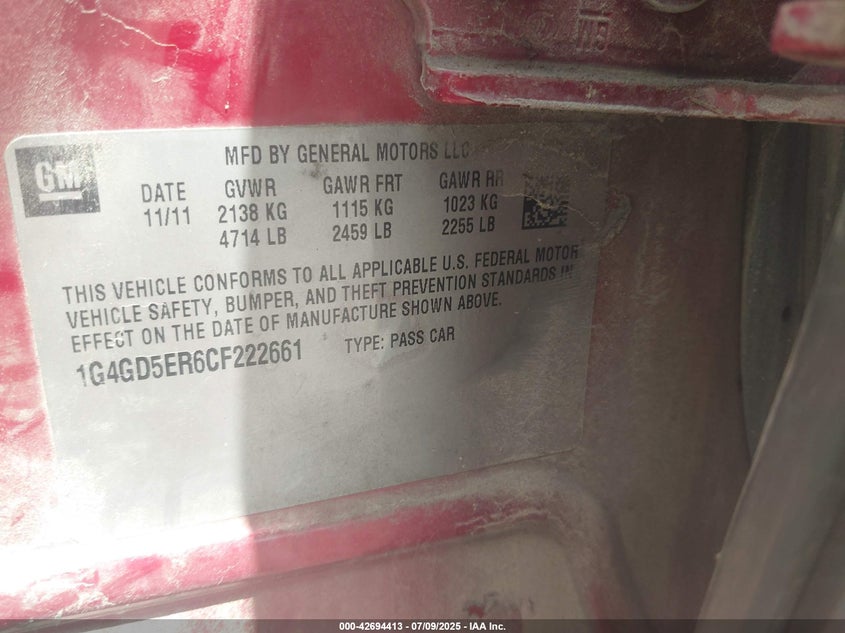 GM
MFD BY GENERAL MOTORS LLC
DATE GVWR GAWR FRT GAWR RR
11/11 2138 KG 1115 KG 1023 KG
4714 LB 2459 LB 2255 LB
THIS VEHICLE CONFORMS TO ALL APPLICABLE U.S. FEDERAL MOTOR
VEHICLE SAFETY, BUMPER, AND THEFT PREVENTION STANDARDS IN
EFFECT ON THE DATE OF MANUFACTURE SHOWN ABOVE.
1G4GD5ER6CF222661 TYPE: PASS CAR
000-42694413 - 07/09/2025 - IAA Inc.